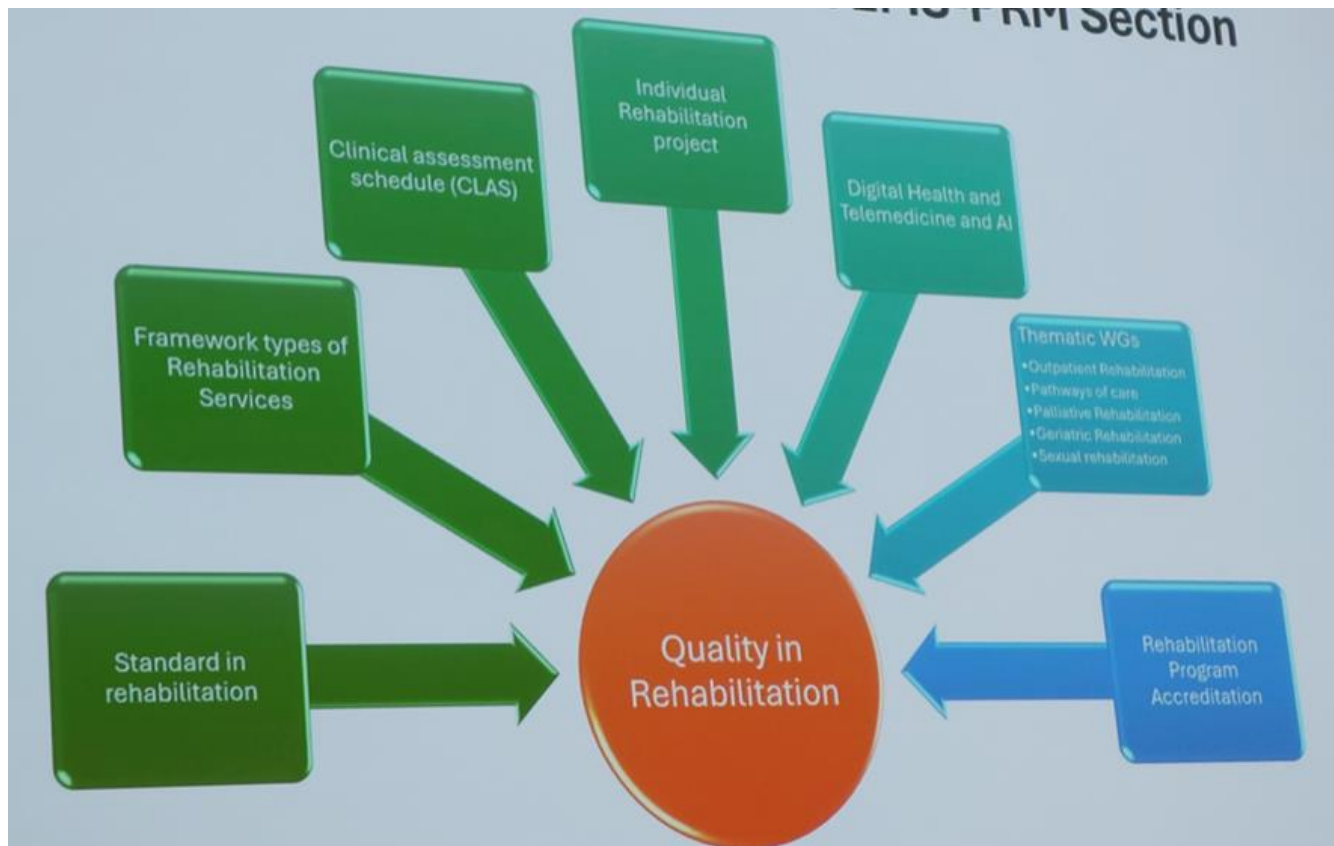 PRM Section
Individual
Rehabilitation
project
Clinical assessment
schedule (CLAS)
Digital Health and
Telemedicine and AI
Framework types of
Rehabilitation
Services
Thematic WGs
•Outpatient Rehabilitation
•Pathways of care
•Palliative Rehabilitation
•Geriatric Rehabilitation
•Sexual rehabilitation
Standard in
rehabilitation
Quality in
Rehabilitation
Rehabilitation
Program
Accreditation